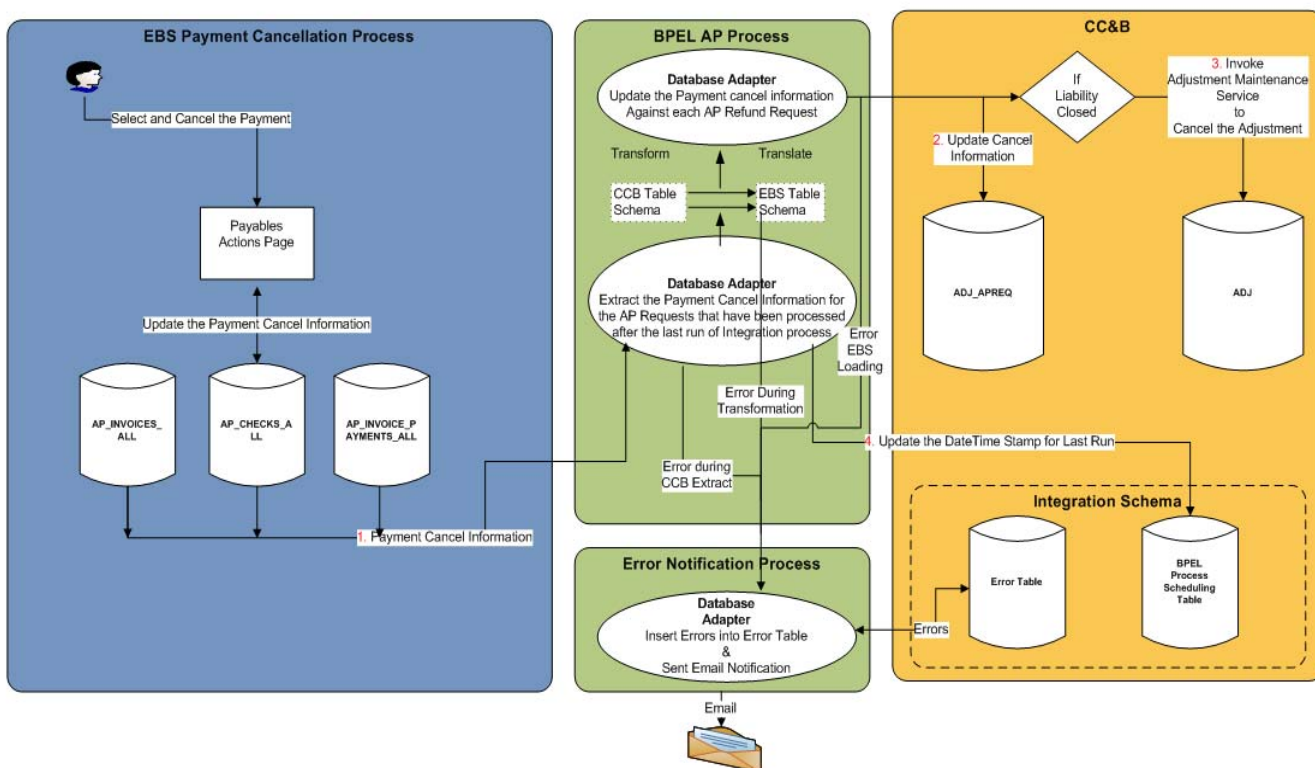 EBS Payment Cancellation Process
Select and Cancel the Payment
Payables
Actions Page
Update the Payment Cancel Information
AP_INVOICES_
ALL
AP_CHECKS_A
LL
AP_INVOICE_P
AYMENTS_ALL
1. Payment Cancel Information
BPEL AP Process
Database Adapter
Update the Payment cancel information
Against each AP Refund Request
Transform
Translate
CCB Table
Schema
EBS Table
Schema
Database Adapter
Extract the Payment Cancel Information for
the AP Requests that have been processed
after the last run of Integration process
Error
EBS
Loading
Error During
Transformation
Error during
CCB Extract
Error Notification Process
Database
Adapter
Insert Errors into Error Table
&
Sent Email Notification
Email
CC&B
If
Liability
Closed
3. Invoke
Adjustment Maintenance
Service
to
Cancel the Adjustment
2. Update Cancel
Information
ADJ_APREQ
ADJ
4. Update the DateTime Stamp for Last Run
Integration Schema
Error Table
BPEL
Process
Scheduling
Table
Errors